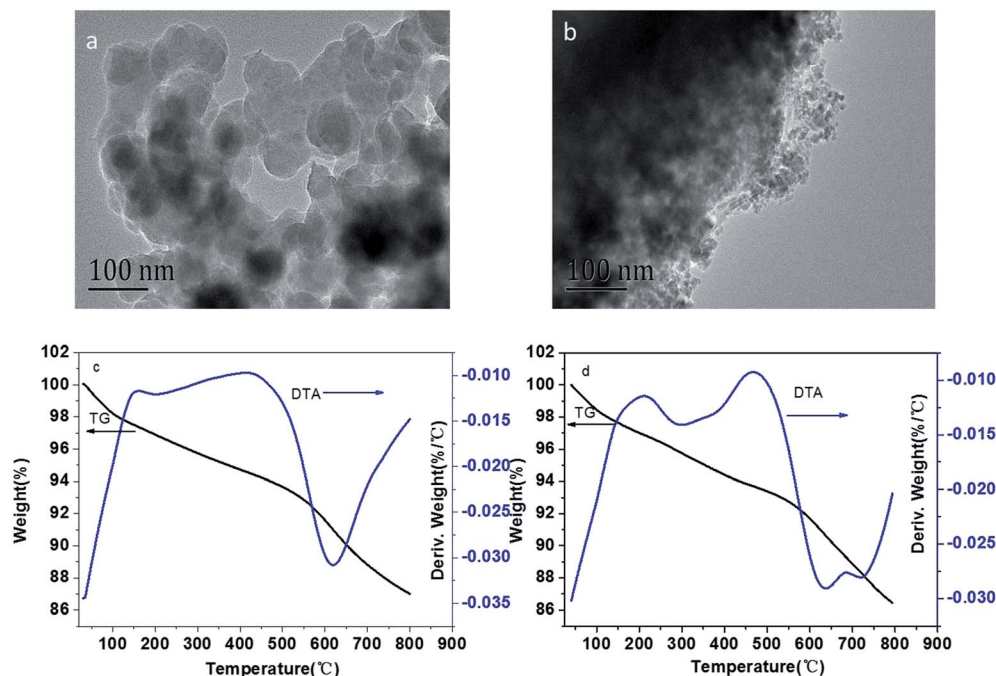 a
100 nm
b
100 nm
c
102
100
98
96
94
92
90
88
86
Weight(%)
TG
DTA
-0.010
-0.015
-0.020
-0.025
-0.030
-0.035
Deriv. Weight(%/℃)
100 200 300 400 500 600 700 800 900
Temperature(℃)
d
102
100
98
96
94
92
90
88
86
Weight(%)
TG
DTA
-0.010
-0.015
-0.020
-0.025
-0.030
Deriv. Weight(%/℃)
100 200 300 400 500 600 700 800 900
Temperature(℃)